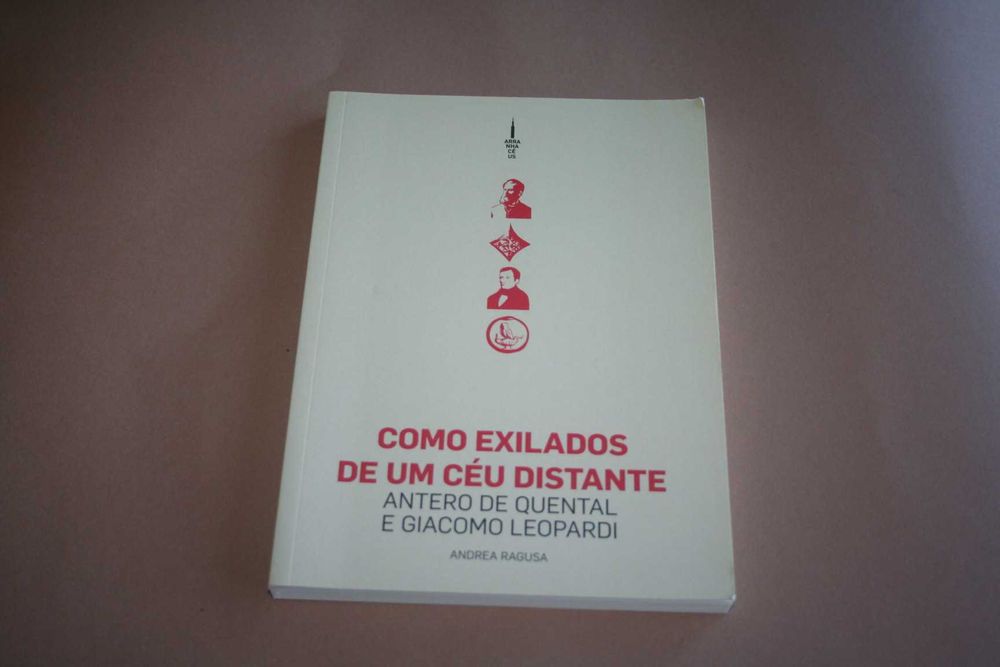 ARRA
NHA
CÉ
US
COMO EXILADOS
DE UM CÉU DISTANTE
ANTERO DE QUENTAL
E GIACOMO LEOPARDI
ANDREA RAGUSA